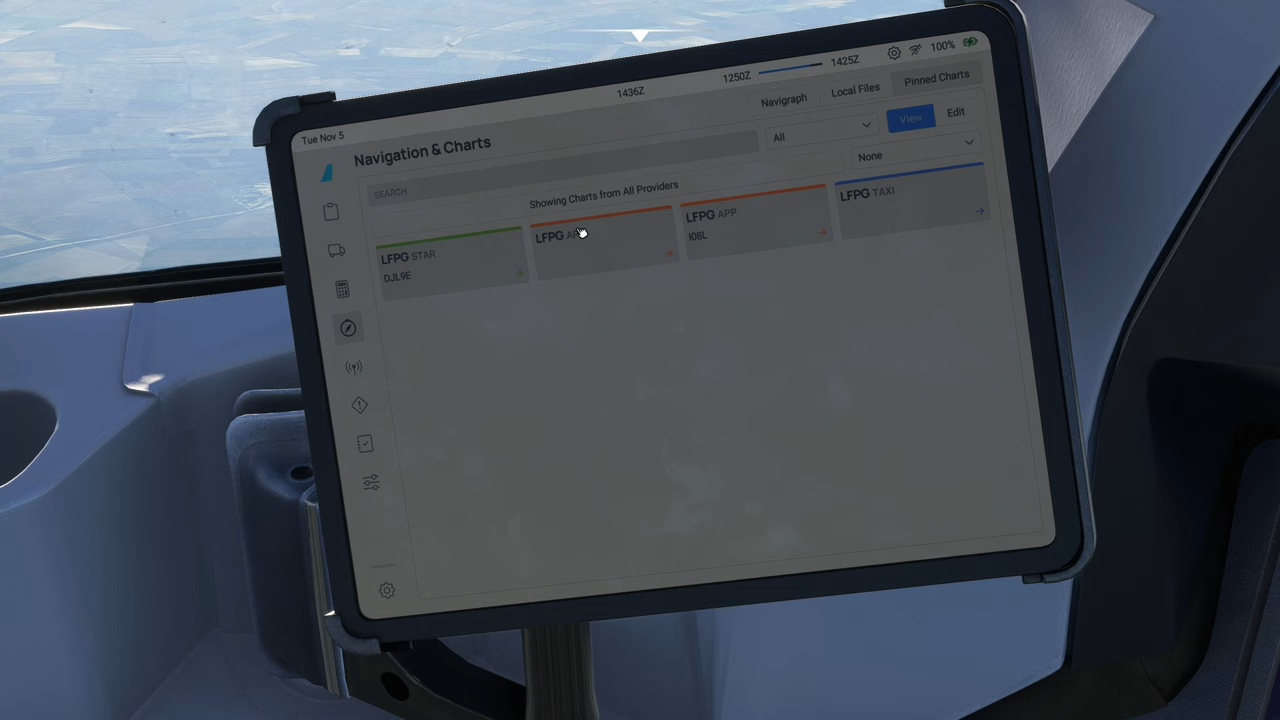 Tue Nov 5
1436Z
1250Z
1425Z
100%
Navigation & Charts
Navigraph
Local Files
Pinned Charts
SEARCH
All
View
Edit
Showing Charts from All Providers
None
LFPG STAR
DJL9E
LFPG
LFPG APP
I08L
LFPG TAXI